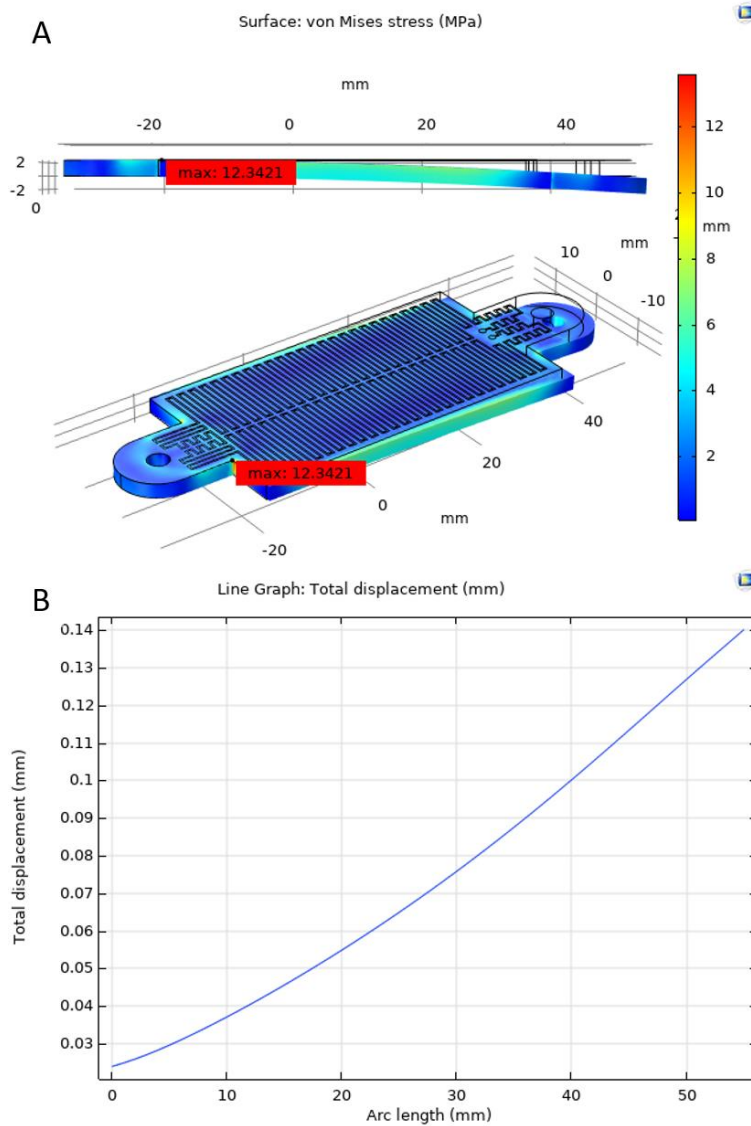 A
Surface: von Mises stress (MPa)
mm
-20 0 20 40
2
-2
0
max: 12.3421
12
10
mm
8
6
4
2
mm
10
0
-10
40
20
0
mm
-20
max: 12.3421
B
Line Graph: Total displacement (mm)
0.14
0.13
0.12
0.11
0.1
0.09
0.08
0.07
0.06
0.05
0.04
0.03
Total displacement (mm)
0 10 20 30 40 50
Arc length (mm)